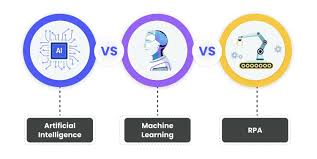 AI
VS
VS
Artificial
Intelligence
Machine
Learning
RPA